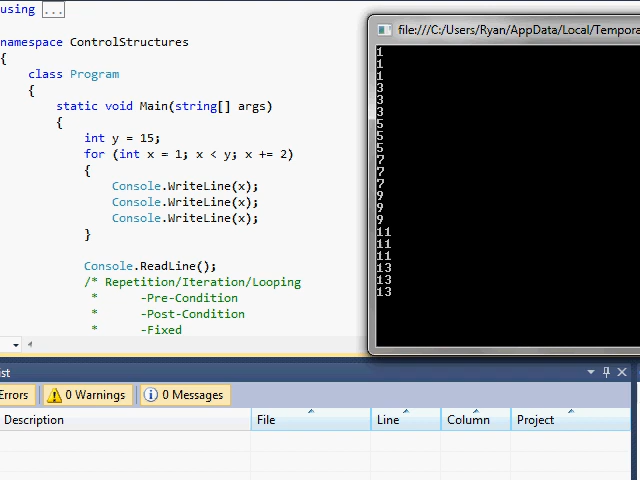 using ...
namespace ControlStructures
{
class Program
{
static void Main(string[] args)
{
int y = 15;
for (int x = 1; x < y; x += 2)
{
Console.WriteLine(x);
Console.WriteLine(x);
Console.WriteLine(x);
}
Console.ReadLine();
/* Repetition/Iteration/Looping
* -Pre-Condition
* -Post-Condition
* -Fixed
file:///C:/Users/Ryan/AppData/Local/Tempora
1
1
1
3
3
3
5
5
5
7
7
7
9
9
9
11
11
11
13
13
13
ist
Errors
0 Warnings
0 Messages
Description File Line Column Project